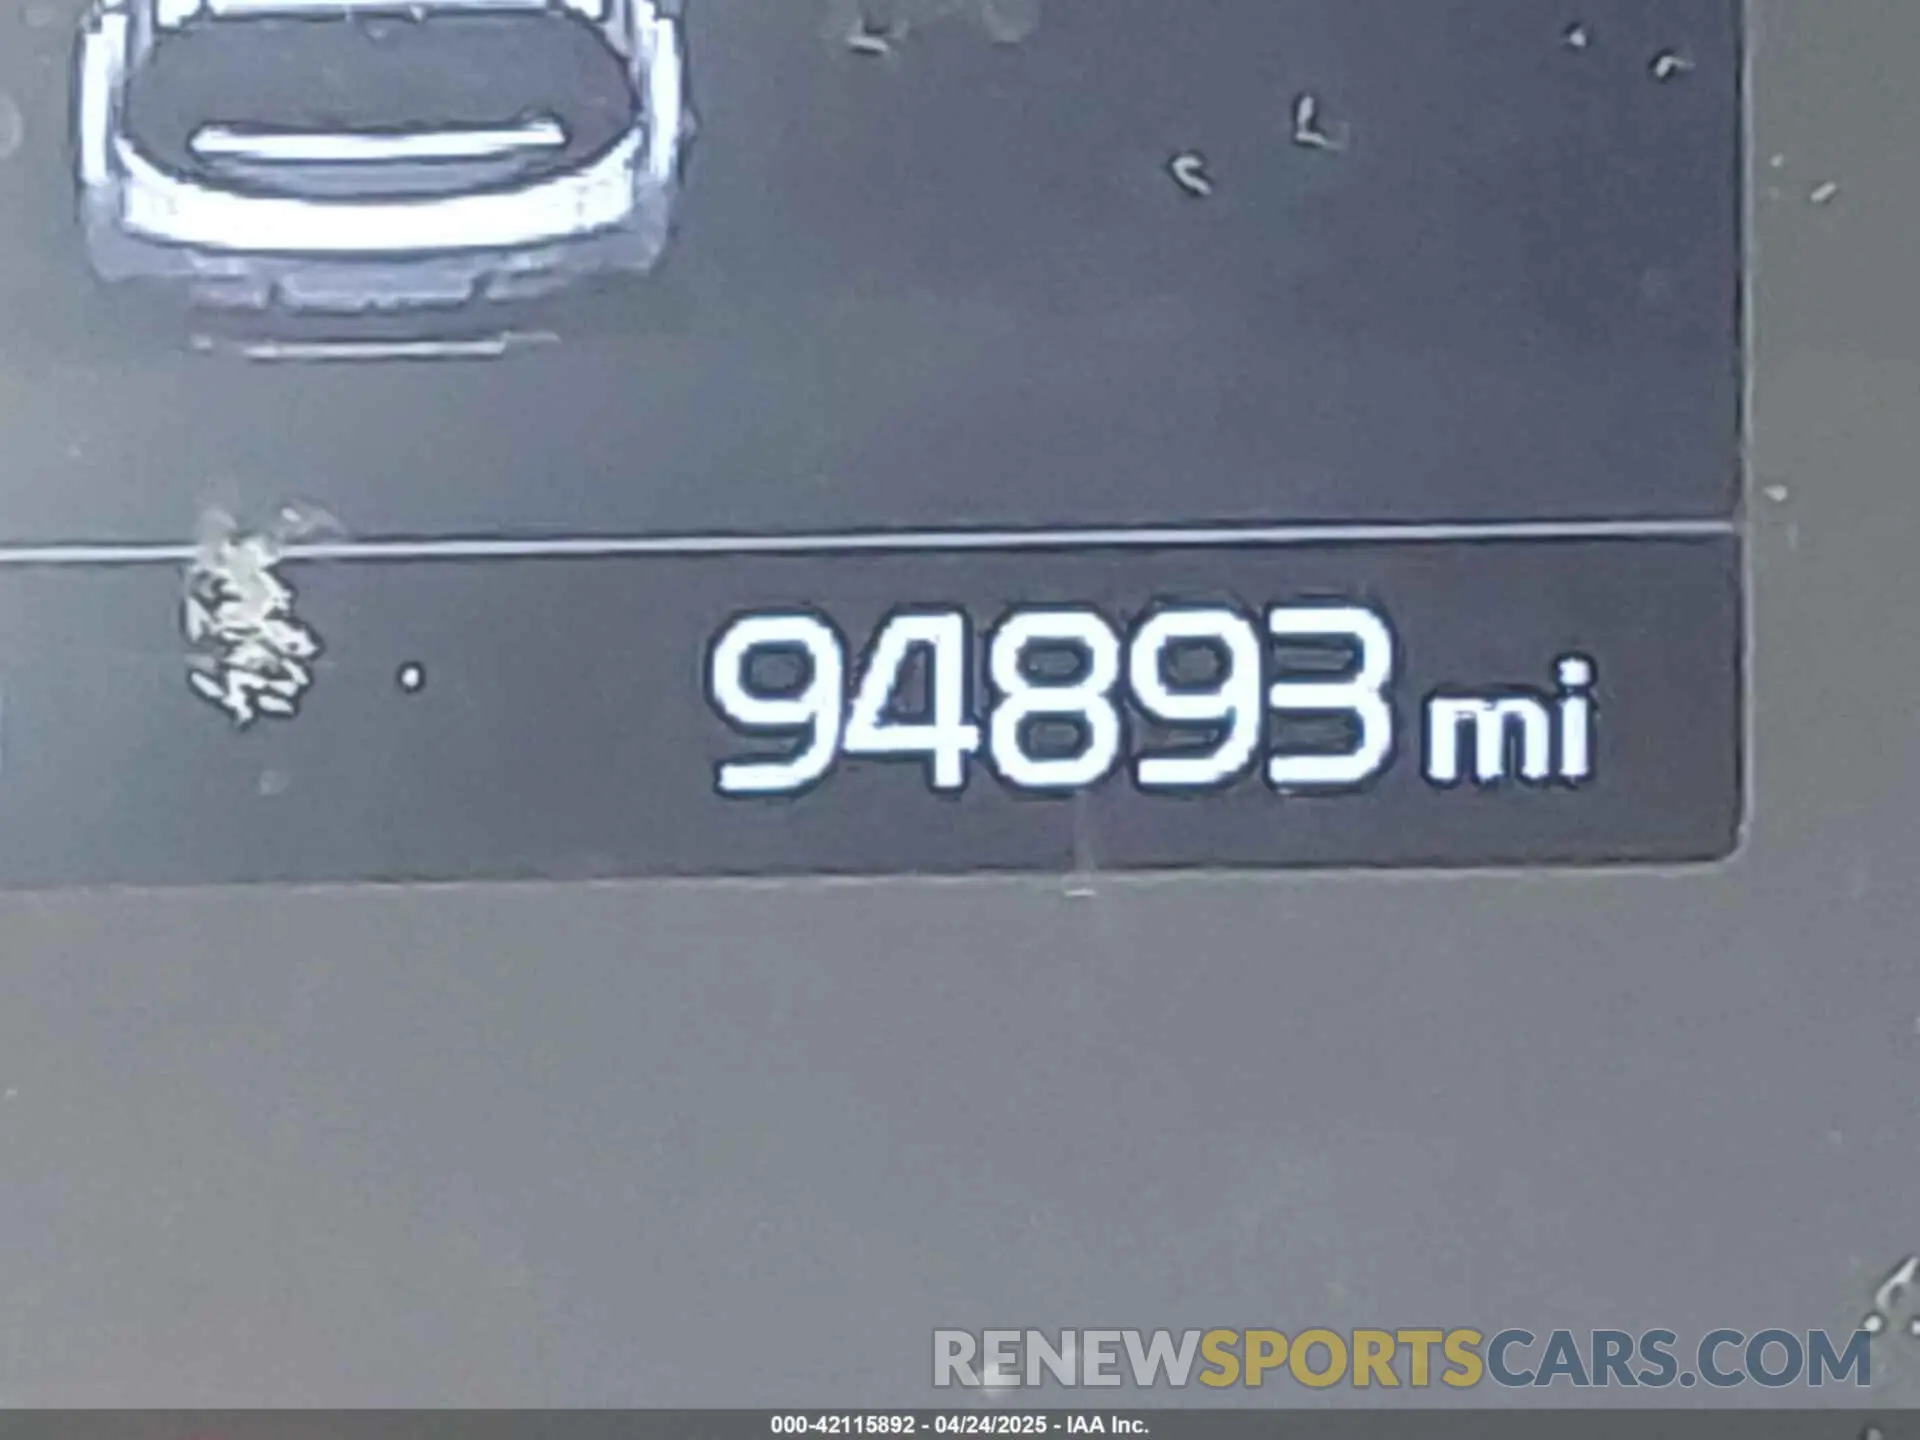 94893 mi
RENEWSPORTSCARS.COM
000-42115892 - 04/24/2025 - IAA Inc.